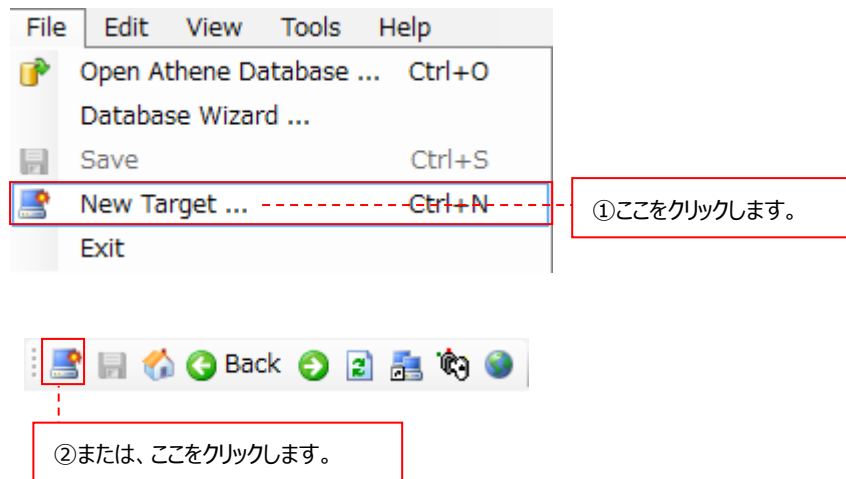 File Edit View Tools Help
Open Athene Database ... Ctrl+O
Database Wizard ...
Save Ctrl+S
New Target ... Ctrl+N
①ここをクリックします。
Exit
Back
②または、ここをクリックします。